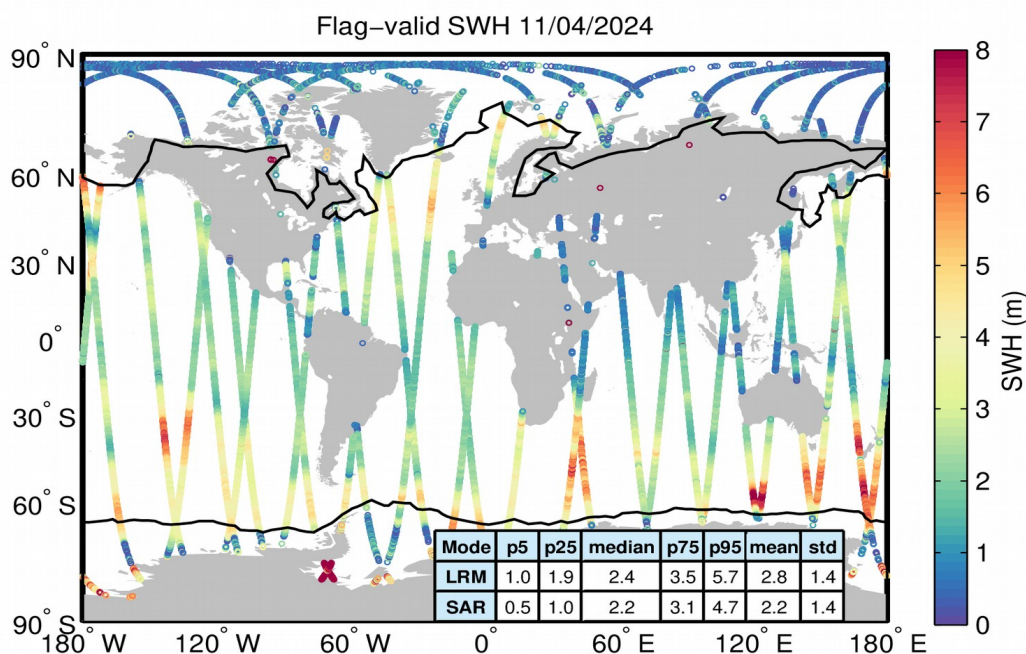 Flag−valid SWH 11/04/2024
90° N
60° N
30° N
0°
30° S
60° S
90° S
180° W
120° W
60° W
0°
60° E
120° E
180° E
8
7
6
5
4
3
2
1
0
SWH (m)
Mode p5 p25 median p75 p95 mean std
LRM 1.0 1.9 2.4 3.5 5.7 2.8 1.4
SAR 0.5 1.0 2.2 3.1 4.7 2.2 1.4